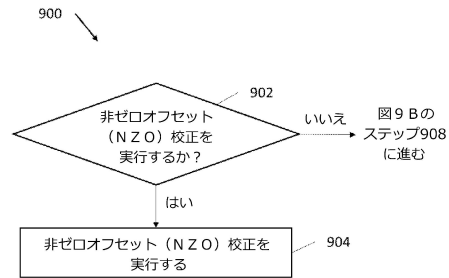 900
902
非ゼロオフセット
（ＮＺＯ）校正を
実行するか？
いいえ
図９Ｂの
ステップ908
に進む
はい
非ゼロオフセット（ＮＺＯ）校正を
実行する
904